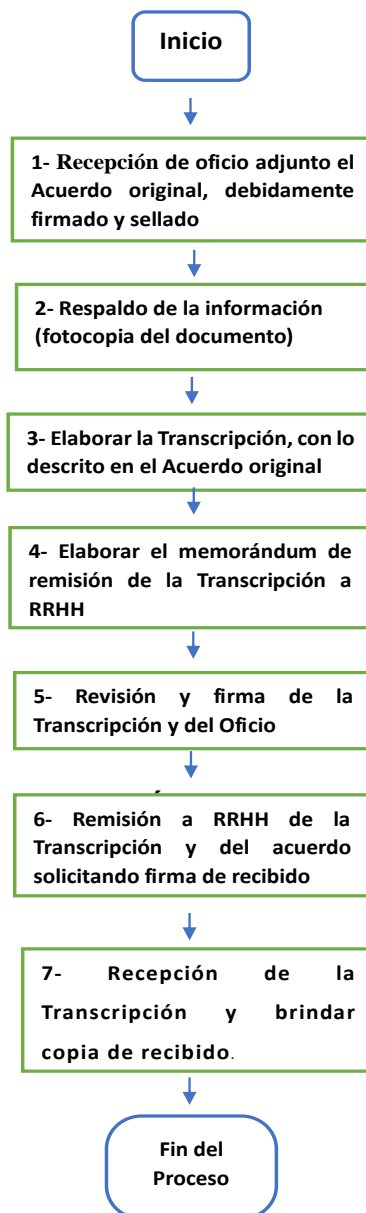 Inicio
1- Recepción de oficio adjunto el
Acuerdo original, debidamente
firmado y sellado
2- Respaldo de la información
(fotocopia del documento)
3- Elaborar la Transcripción, con lo
descrito en el Acuerdo original
4- Elaborar el memorándum de
remisión de la Transcripción a
RRHH
5- Revisión y firma de la
Transcripción y del Oficio
6- Remisión a RRHH de la
Transcripción y del acuerdo
solicitando firma de recibido
7- Recepción de la
Transcripción y brindar
copia de recibido.
Fin del
Proceso